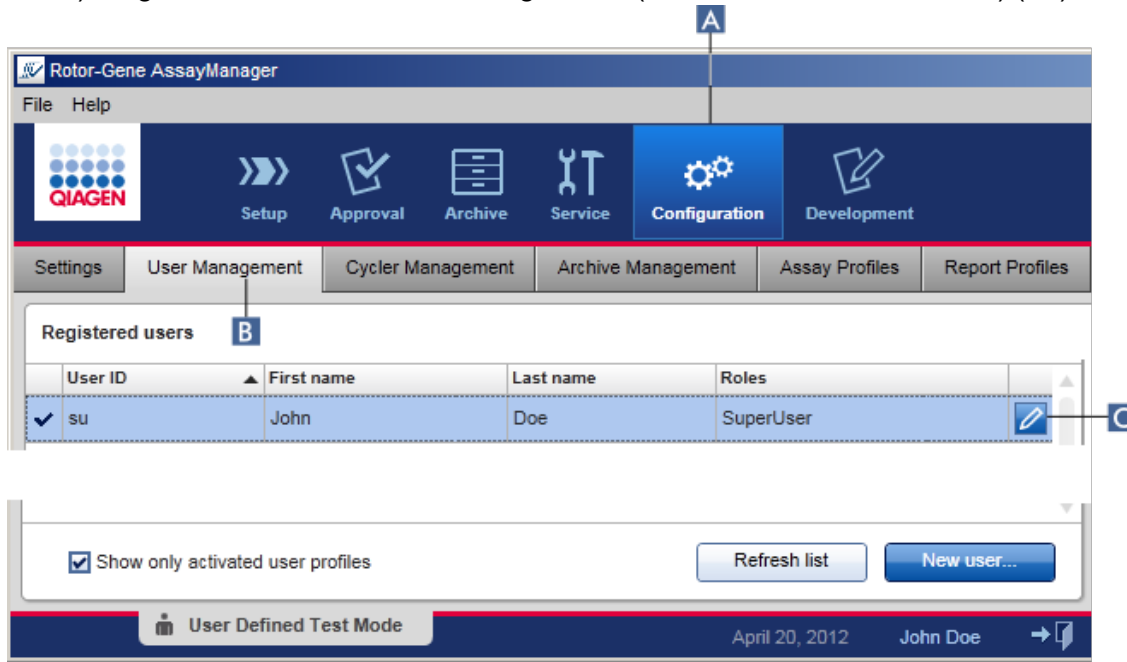 A
Rotor-Gene AssayManager
File Help
QIAGEN
Setup Approval Archive Service Configuration Development
Settings User Management Cycler Management Archive Management Assay Profiles Report Profiles
Registered users B
User ID First name Last name Roles
su John Doe SuperUser C
Show only activated user profiles Refresh list New user...
User Defined Test Mode April 20, 2012 John Doe